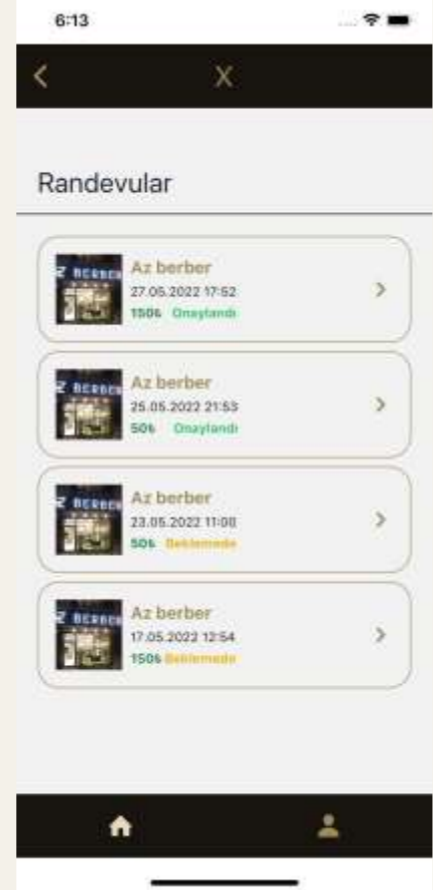 6:13
X
Randevular
Az berber
27.05.2022 17:52
150₺ Onaylandı
Az berber
25.05.2022 21:53
50₺ Onaylandı
Az berber
23.05.2022 11:00
50₺ Beklemede
Az berber
17.05.2022 12:54
150₺ Beklemede